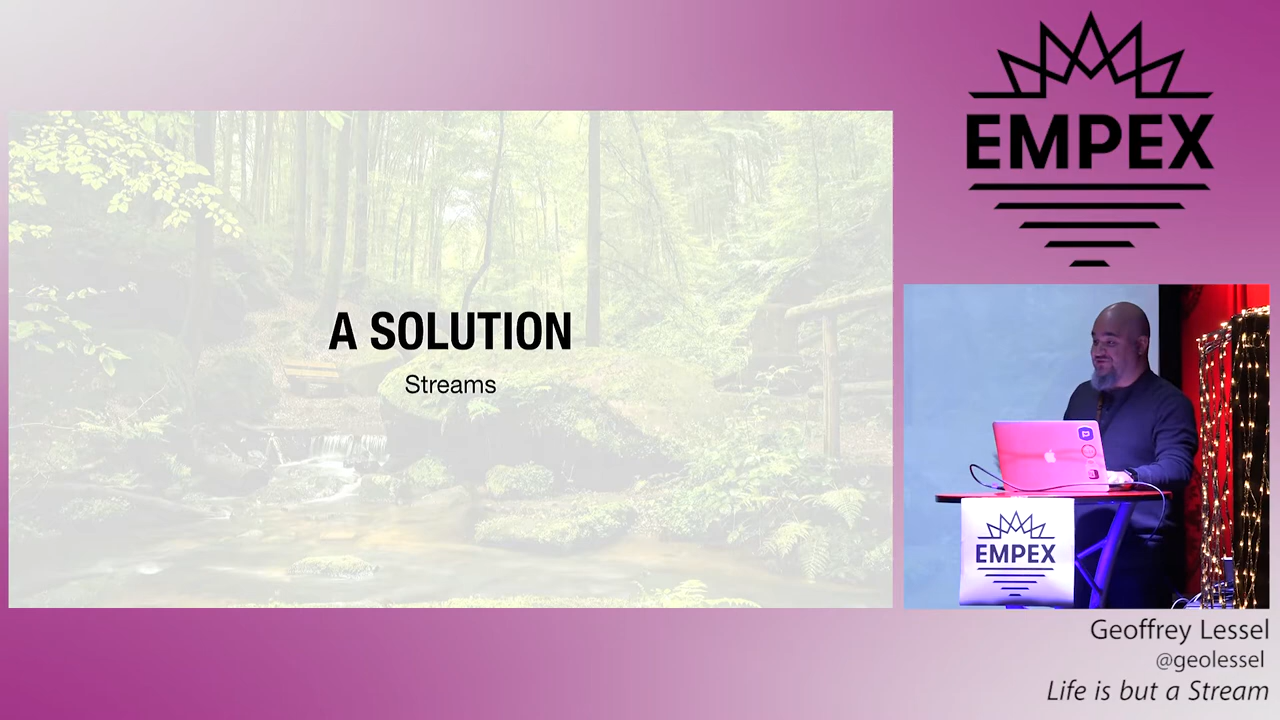 A SOLUTION
Streams
EMPEX
EMPEX
Geoffrey Lessel
@geolessel
Life is but a Stream